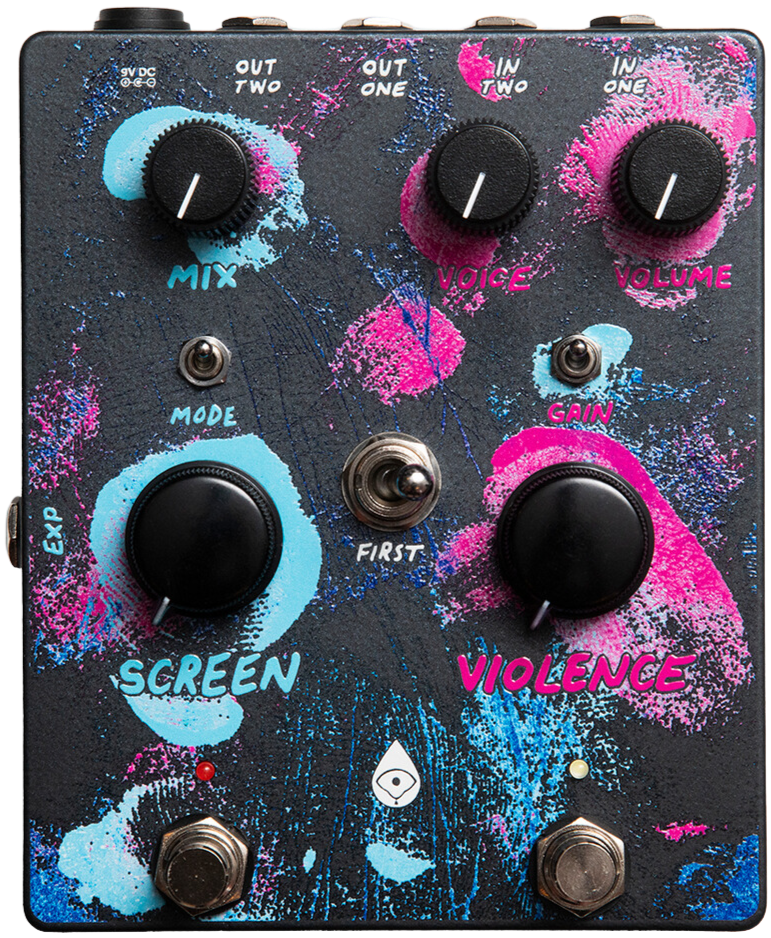 9V DC
OUT
TWO
OUT
ONE
IN
TWO
IN
ONE
MIX
VOICE
VOLUME
MODE
GAIN
EXP
FIRST
SCREEN
VIOLENCE